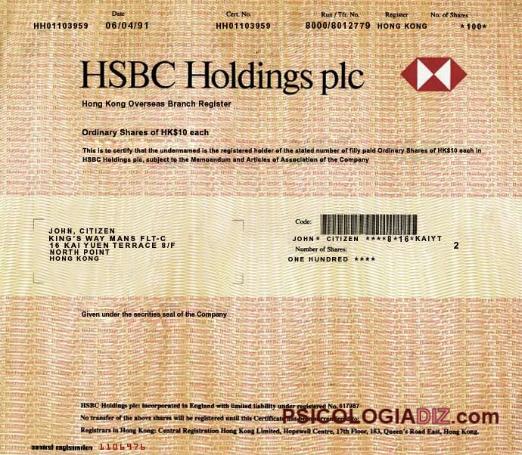 Date Cert. No. Run / Tfr. No. Register No. of Shares
HH01103959 06/04/91 HH01103959 8000/8012779 HONG KONG *100*
HSBC Holdings plc
Hong Kong Overseas Branch Register
Ordinary Shares of HK$10 each
This is to certify that the undernamed is the registered holder of the stated number of fully paid Ordinary Shares of HK$10 each in
HSBC Holdings plc, subject to the Memorandum and Articles of Association of the Company
Code:
JOHN, CITIZEN
KING'S WAY MANS FLT-C
16 KAI YUEN TERRACE 8/F
NORTH POINT
HONG KONG
JOHN* CITIZEN ****8*16*KAIYT
2
Number of Shares:
ONE HUNDRED ****
Given under the securities seal of the Company
HSBC Holdings plc: incorporated in England with limited liability under registered No. 617987
No transfer of the above shares will be registered until this Certificate
PSICOLOGIADIZ.com
Registrars in Hong Kong: Central Registration Hong Kong Limited, Hopewell Centre, 17th Floor, 183, Queen's Road East, Hong Kong.
1106976